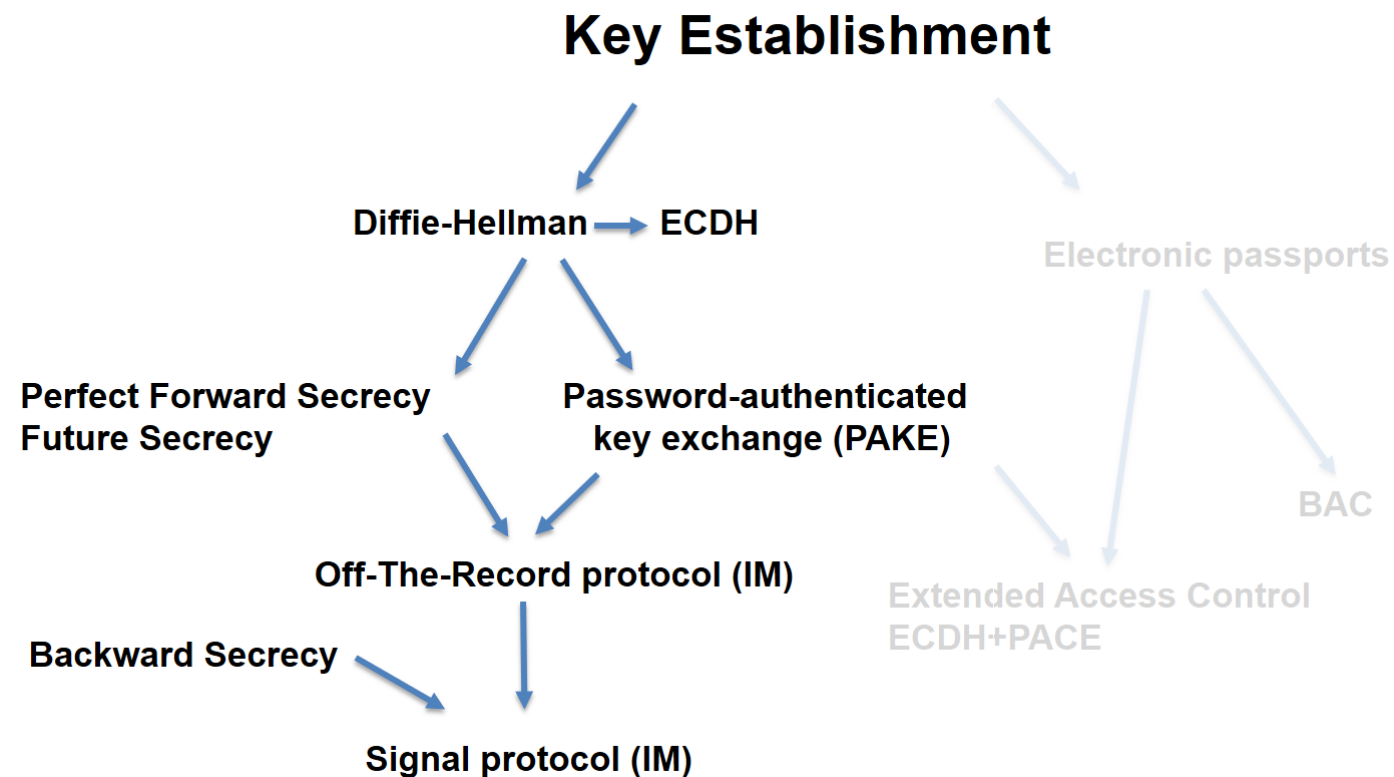 Key Establishment
Diffie-Hellman
ECDH
Electronic passports
Perfect Forward Secrecy
Future Secrecy
Password-authenticated
key exchange (PAKE)
BAC
Off-The-Record protocol (IM)
Extended Access Control
ECDH+PACE
Backward Secrecy
Signal protocol (IM)